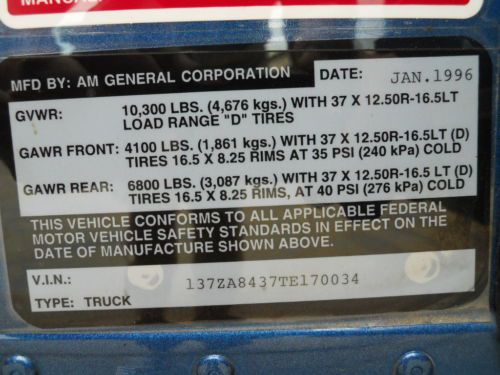 MANUAL.
MFD BY: AM GENERAL CORPORATION DATE: JAN.1996
GVWR: 10,300 LBS. (4,676 kgs.) WITH 37 X 12.50R-16.5LT
LOAD RANGE "D" TIRES
GAWR FRONT: 4100 LBS. (1,861 kgs.) WITH 37 X 12.50R-16.5LT (D)
TIRES 16.5 X 8.25 RIMS AT 35 PSI (240 kPa) COLD
GAWR REAR: 6800 LBS. (3,087 kgs.) WITH 37 X 12.50R-16.5 LT (D)
TIRES 16.5 X 8.25 RIMS, AT 40 PSI (276 kPa) COLD
THIS VEHICLE CONFORMS TO ALL APPLICABLE FEDERAL
MOTOR VEHICLE SAFETY STANDARDS IN EFFECT ON THE
DATE OF MANUFACTURE SHOWN ABOVE.
V.I.N.: 137ZA8437TE170034
TYPE: TRUCK